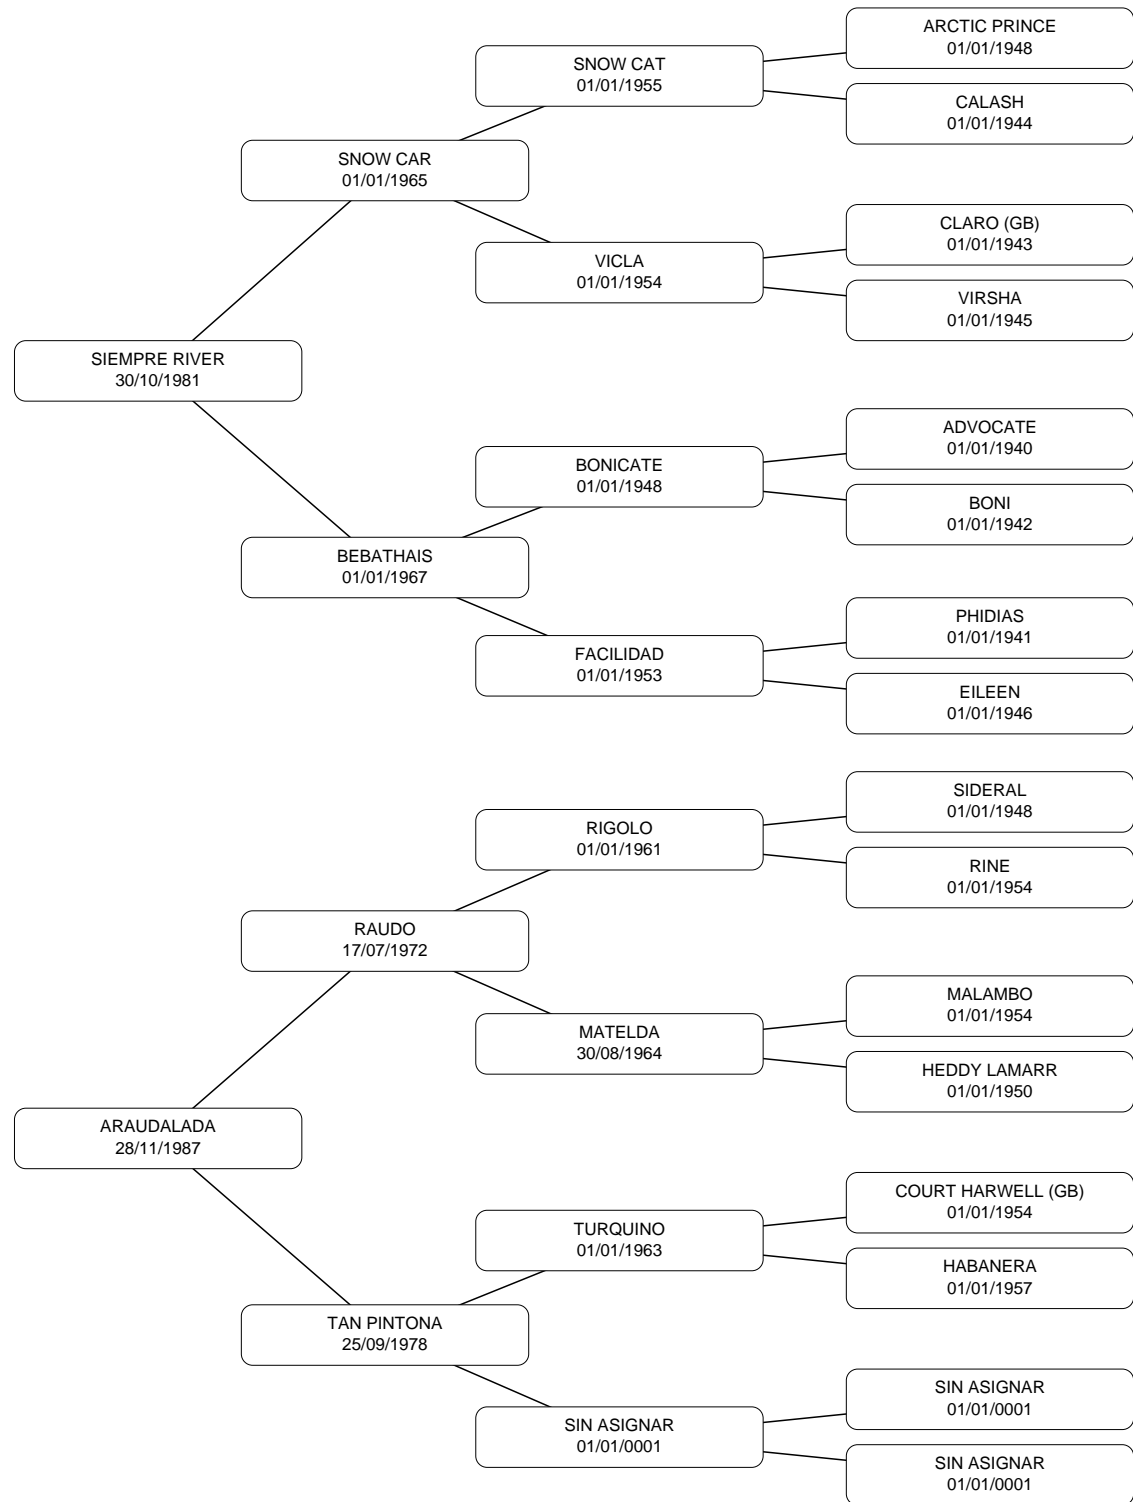 ARCTIC PRINCE
01/01/1948
SNOW CAT
01/01/1955
CALASH
01/01/1944
SNOW CAR
01/01/1965
CLARO (GB)
01/01/1943
VICLA
01/01/1954
VIRSHA
01/01/1945
SIEMPRE RIVER
30/10/1981
ADVOCATE
01/01/1940
BONICATE
01/01/1948
BONI
01/01/1942
BEBATHAIS
01/01/1967
PHIDIAS
01/01/1941
FACILIDAD
01/01/1953
EILEEN
01/01/1946
SIDERAL
01/01/1948
RIGOLO
01/01/1961
RINE
01/01/1954
RAUDO
17/07/1972
MALAMBO
01/01/1954
MATELDA
30/08/1964
HEDDY LAMARR
01/01/1950
ARAUDALADA
28/11/1987
COURT HARWELL (GB)
01/01/1954
TURQUINO
01/01/1963
HABANERA
01/01/1957
TAN PINTONA
25/09/1978
SIN ASIGNAR
01/01/0001
SIN ASIGNAR
01/01/0001
SIN ASIGNAR
01/01/0001